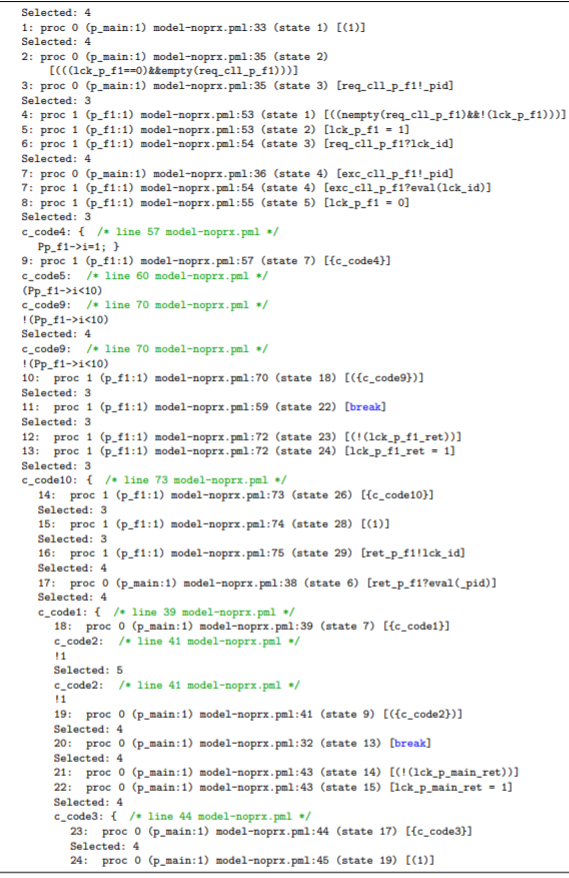 Selected: 4
1: proc 0 (p_main:1) model-noprx.pml:33 (state 1) [(1)]
Selected: 4
2: proc 0 (p_main:1) model-noprx.pml:35 (state 2)
[(((lck_p_f1==0)&&empty(req_cll_p_f1)))]
3: proc 0 (p_main:1) model-noprx.pml:35 (state 3) [req_cll_p_f1!_pid]
Selected: 3
4: proc 1 (p_f1:1) model-noprx.pml:53 (state 1) [((nempty(req_cll_p_f1)&&!(lck_p_f1)))]
5: proc 1 (p_f1:1) model-noprx.pml:53 (state 2) [lck_p_f1 = 1]
6: proc 1 (p_f1:1) model-noprx.pml:54 (state 3) [req_cll_p_f1?lck_id]
Selected: 4
7: proc 0 (p_main:1) model-noprx.pml:36 (state 4) [exc_cll_p_f1!_pid]
7: proc 1 (p_f1:1) model-noprx.pml:54 (state 4) [exc_cll_p_f1?eval(lck_id)]
8: proc 1 (p_f1:1) model-noprx.pml:55 (state 5) [lck_p_f1 = 0]
Selected: 3
c_code4: { /* line 57 model-noprx.pml */
Pp_f1->i=1; }
9: proc 1 (p_f1:1) model-noprx.pml:57 (state 7) [{c_code4}]
c_code5: /* line 60 model-noprx.pml */
(Pp_f1->i<10)
c_code9: /* line 70 model-noprx.pml */
!(Pp_f1->i<10)
Selected: 4
c_code9: /* line 70 model-noprx.pml */
!(Pp_f1->i<10)
10: proc 1 (p_f1:1) model-noprx.pml:70 (state 18) [({c_code9})]
Selected: 3
11: proc 1 (p_f1:1) model-noprx.pml:59 (state 22) [break]
Selected: 3
12: proc 1 (p_f1:1) model-noprx.pml:72 (state 23) [(!(lck_p_f1_ret))]
13: proc 1 (p_f1:1) model-noprx.pml:72 (state 24) [lck_p_f1_ret = 1]
Selected: 3
c_code10: { /* line 73 model-noprx.pml */
14: proc 1 (p_f1:1) model-noprx.pml:73 (state 26) [{c_code10}]
Selected: 3
15: proc 1 (p_f1:1) model-noprx.pml:74 (state 28) [(1)]
Selected: 3
16: proc 1 (p_f1:1) model-noprx.pml:75 (state 29) [ret_p_f1!lck_id]
Selected: 4
17: proc 0 (p_main:1) model-noprx.pml:38 (state 6) [ret_p_f1?eval(_pid)]
Selected: 4
c_code1: { /* line 39 model-noprx.pml */
18: proc 0 (p_main:1) model-noprx.pml:39 (state 7) [{c_code1}]
c_code2: /* line 41 model-noprx.pml */
!1
Selected: 5
c_code2: /* line 41 model-noprx.pml */
!1
19: proc 0 (p_main:1) model-noprx.pml:41 (state 9) [({c_code2})]
Selected: 4
20: proc 0 (p_main:1) model-noprx.pml:32 (state 13) [break]
Selected: 4
21: proc 0 (p_main:1) model-noprx.pml:43 (state 14) [(!(lck_p_main_ret))]
22: proc 0 (p_main:1) model-noprx.pml:43 (state 15) [lck_p_main_ret = 1]
Selected: 4
c_code3: { /* line 44 model-noprx.pml */
23: proc 0 (p_main:1) model-noprx.pml:44 (state 17) [{c_code3}]
Selected: 4
24: proc 0 (p_main:1) model-noprx.pml:45 (state 19) [(1)]